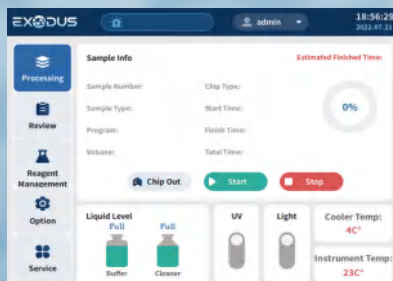 EXODUS
admin
18:56:29
2022.07.21
Processing
Review
Reagent
Management
Option
Service
Sample Info
Estimated Finished Time:
Sample Number:
Chip Type:
Sample Type:
Start Time:
Program:
Finish Time:
Volume:
Total Time:
0%
Chip Out
Start
Stop
Liquid Level
Full
Full
Buffer
Cleaner
UV
Light
Cooler Temp:
4C°
Instrument Temp:
23C°